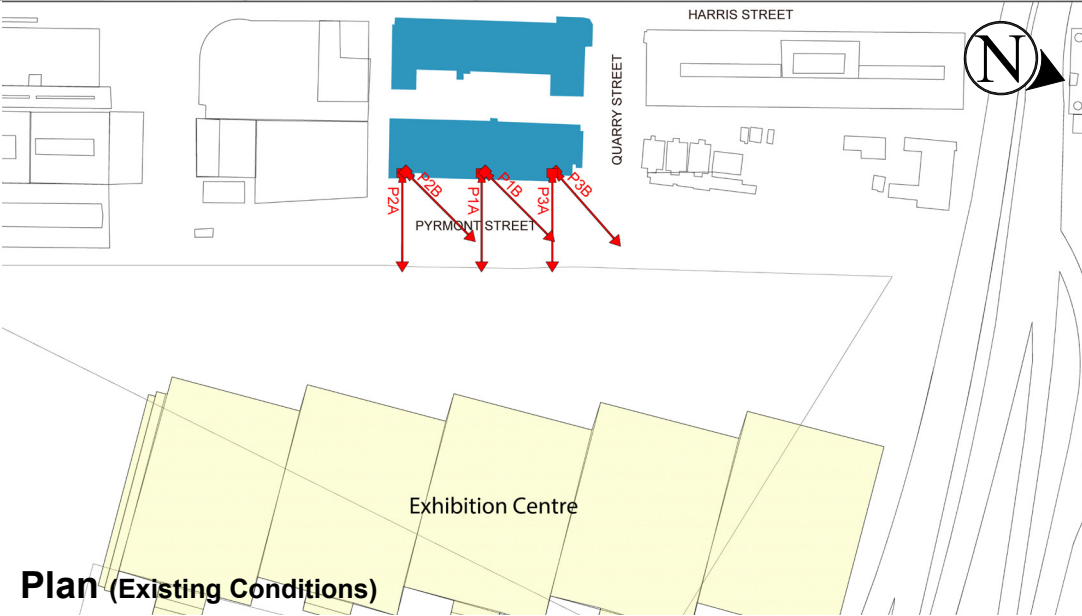 HARRIS STREET
N
QUARRY STREET
P2A
P2B
P1A
P1B
P3A
P3B
PYRMONT STREET
Exhibition Centre
Plan (Existing Conditions)